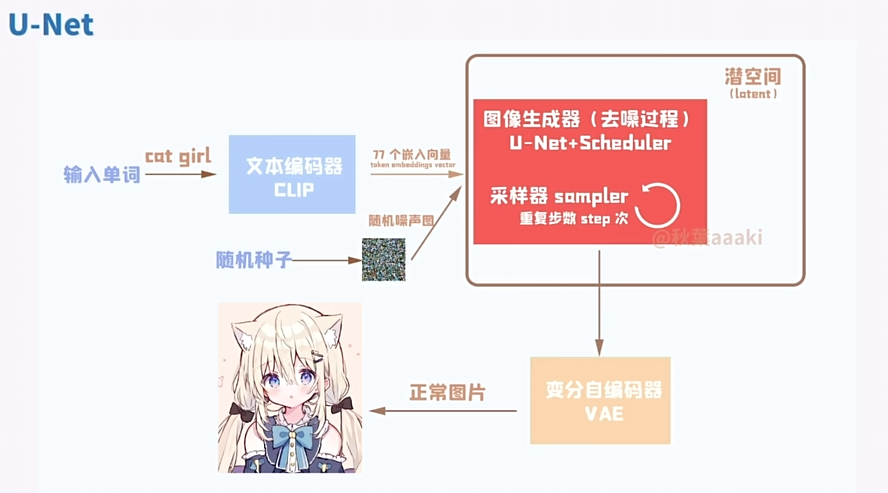 U-Net
潜空间
(latent)
图像生成器（去噪过程）
U-Net+Scheduler
cat girl
77 个嵌入向量
token embeddings vector
输入单词
文本编码器
CLIP
采样器 sampler
重复步数 step 次
随机噪声图
@秋葉aaaki
随机种子
正常图片
变分自编码器
VAE